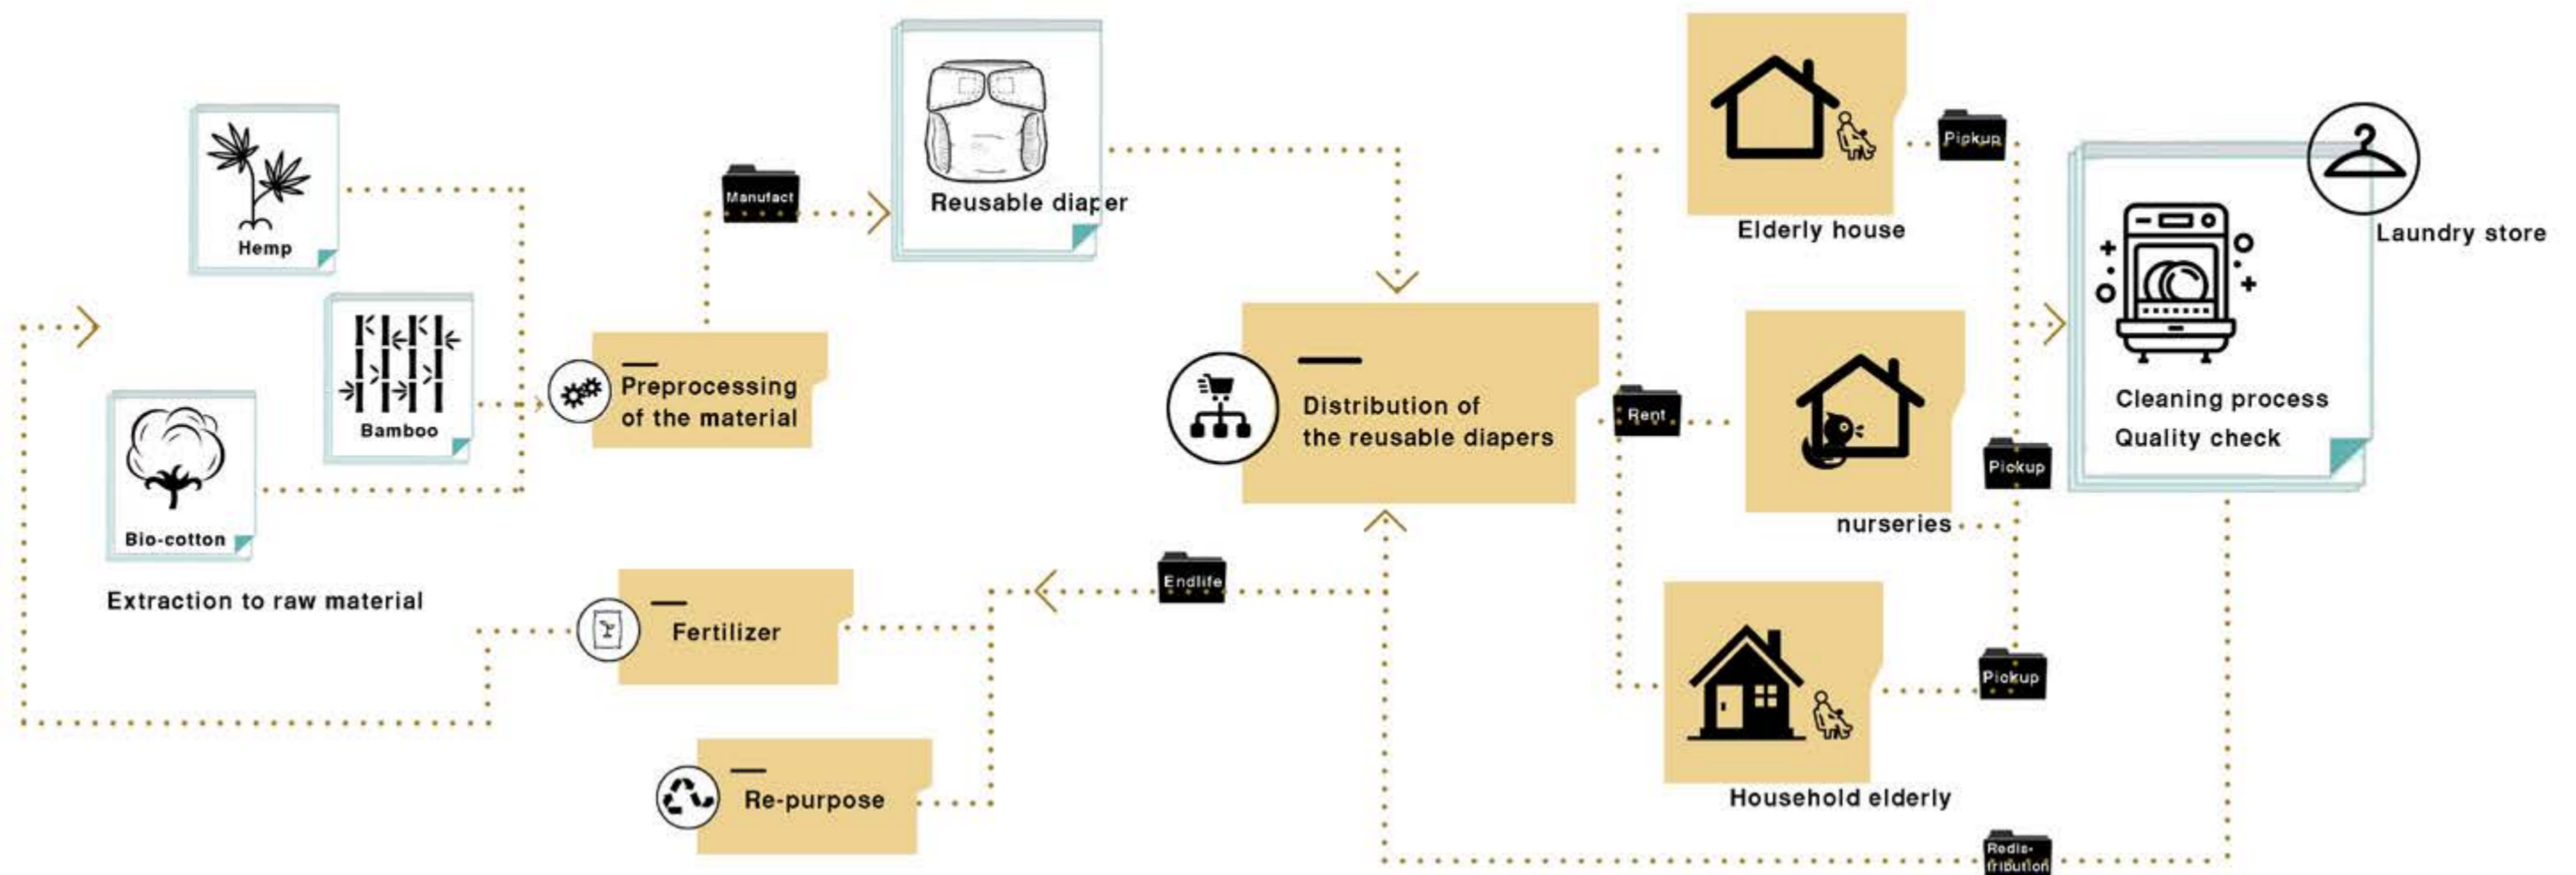 Hemp
Bamboo
Bio-cotton
Extraction to raw material
Preprocessing
of the material
Manufact
Reusable diaper
Distribution of
the reusable diapers
Rent
Elderly house
nurseries
Household elderly
Pickup
Pickup
Pickup
Laundry store
Cleaning process
Quality check
Redis-
tribution
Endlife
Fertilizer
Re-purpose